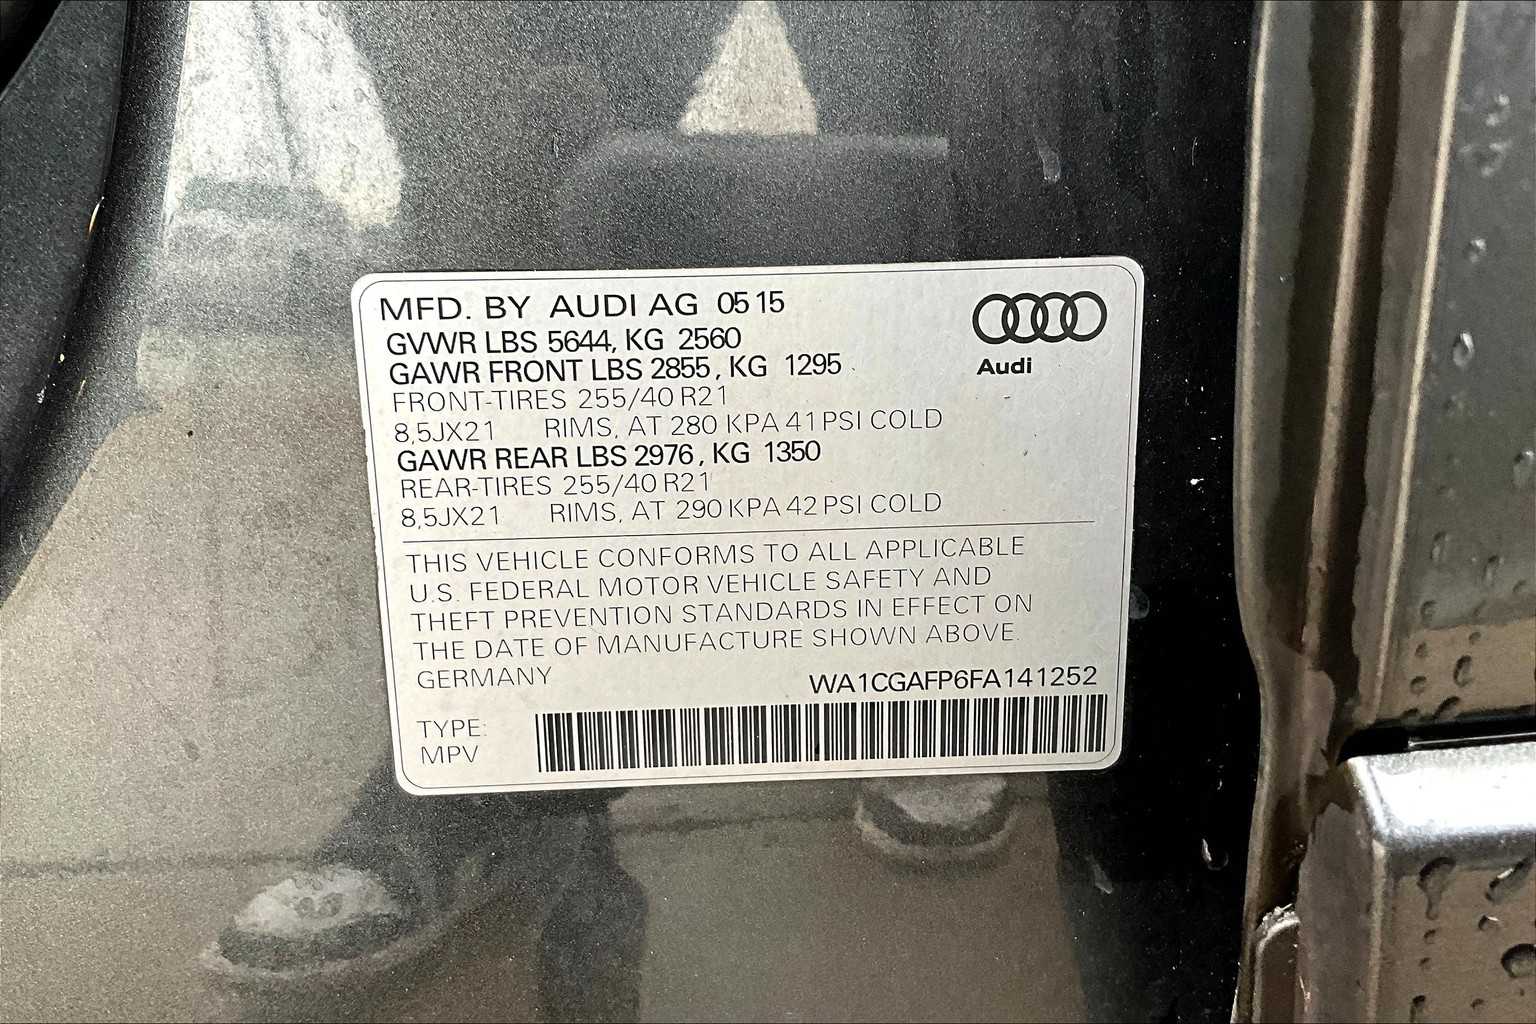 MFD. BY AUDI AG 05 15
GVWR LBS 5644, KG 2560
GAWR FRONT LBS 2855, KG 1295
FRONT-TIRES 255/40 R21
8,5JX21 RIMS, AT 280 KPA 41 PSI COLD
GAWR REAR LBS 2976, KG 1350
REAR-TIRES 255/40 R21
8,5JX21 RIMS, AT 290 KPA 42 PSI COLD
Audi
THIS VEHICLE CONFORMS TO ALL APPLICABLE
U.S. FEDERAL MOTOR VEHICLE SAFETY AND
THEFT PREVENTION STANDARDS IN EFFECT ON
THE DATE OF MANUFACTURE SHOWN ABOVE.
GERMANY
WA1CGAFP6FA141252
TYPE:
MPV